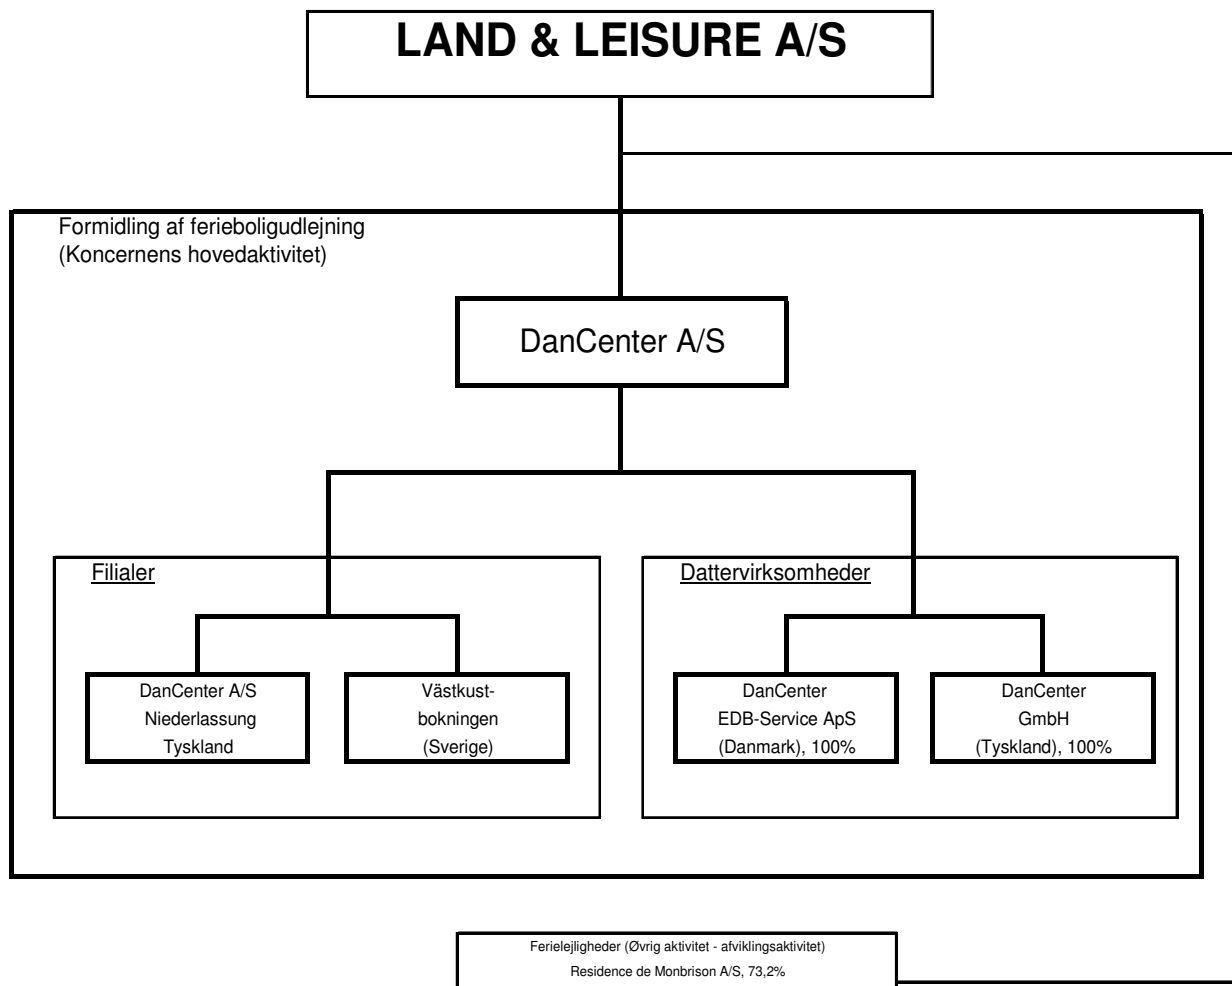 LAND & LEISURE A/S
Formidling af ferieboligudlejning
(Koncernens hovedaktivitet)
DanCenter A/S
Filialer
DanCenter A/S
Niederlassung
Tyskland
Västkust-
bokningen
(Sverige)
Dattervirksomheder
DanCenter
EDB-Service ApS
(Danmark), 100%
DanCenter
GmbH
(Tyskland), 100%
Ferielejligheder (Øvrig aktivitet - afviklingsaktivitet)
Residence de Monbrison A/S, 73,2%